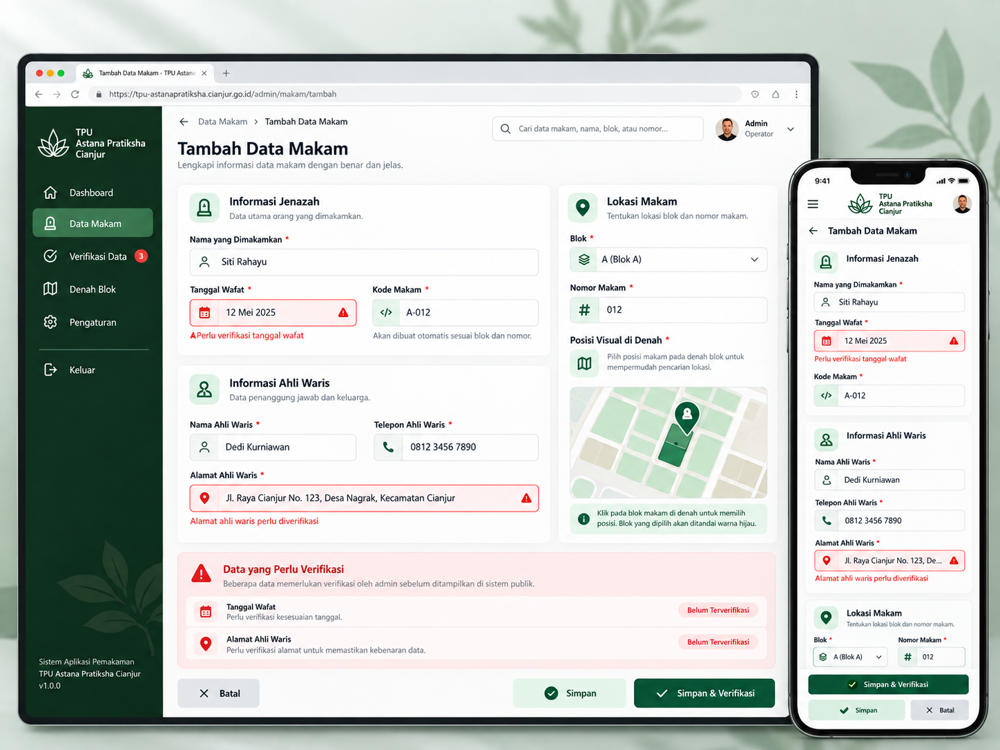 Tambah Data Makam - TPU Astana
https://tpu-astanapratiksha.cianjur.go.id/admin/makam/tambah
TPU
Astana Pratiksha
Cianjur
Dashboard
Data Makam
Verifikasi Data 3
Denah Blok
Pengaturan
Keluar
Sistem Aplikasi Pemakaman
TPU Astana Pratiksha Cianjur
v1.0.0
Data Makam > Tambah Data Makam
Cari data makam, nama, blok, atau nomor...
Admin
Operator
Tambah Data Makam
Lengkapi informasi data makam dengan benar dan jelas.
Informasi Jenazah
Data utama orang yang dimakamkan.
Nama yang Dimakamkan *
Siti Rahayu
Tanggal Wafat *
12 Mei 2025
Perlu verifikasi tanggal wafat
Kode Makam *
</> A-012
Akan dibuat otomatis sesuai blok dan nomor.
Informasi Ahli Waris
Data penanggung jawab dan keluarga.
Nama Ahli Waris *
Dedi Kurniawan
Telepon Ahli Waris *
0812 3456 7890
Alamat Ahli Waris *
Jl. Raya Cianjur No. 123, Desa Nagrak, Kecamatan Cianjur
Alamat ahli waris perlu diverifikasi
Lokasi Makam
Tentukan lokasi blok dan nomor makam.
Blok *
A (Blok A)
Nomor Makam *
# 012
Posisi Visual di Denah *
Pilih posisi makam pada denah blok untuk
mempermudah pencarian lokasi.
Klik pada blok makam di denah untuk memilih
posisi. Blok yang dipilih akan ditandai warna hijau.
Data yang Perlu Verifikasi
Beberapa data memerlukan verifikasi oleh admin sebelum ditampilkan di sistem publik.
Tanggal Wafat
Perlu verifikasi kesesuaian tanggal.
Belum Terverifikasi
Alamat Ahli Waris
Perlu verifikasi alamat untuk memastikan kebenaran data.
Belum Terverifikasi
Batal
Simpan
Simpan & Verifikasi
9:41
TPU
Astana Pratiksha
Cianjur
Tambah Data Makam
Informasi Jenazah
Nama yang Dimakamkan *
Siti Rahayu
Tanggal Wafat *
12 Mei 2025
Perlu verifikasi tanggal wafat
Kode Makam *
</> A-012
Informasi Ahli Waris
Nama Ahli Waris *
Dedi Kurniawan
Telepon Ahli Waris *
0812 3456 7890
Alamat Ahli Waris *
Jl. Raya Cianjur No. 123, De...
Alamat ahli waris perlu diverifikasi
Lokasi Makam
Tentukan lokasi blok dan nomor makam.
Blok *
A (Blok A)
Nomor Makam *
# 012
Simpan & Verifikasi
Simpan
Batal